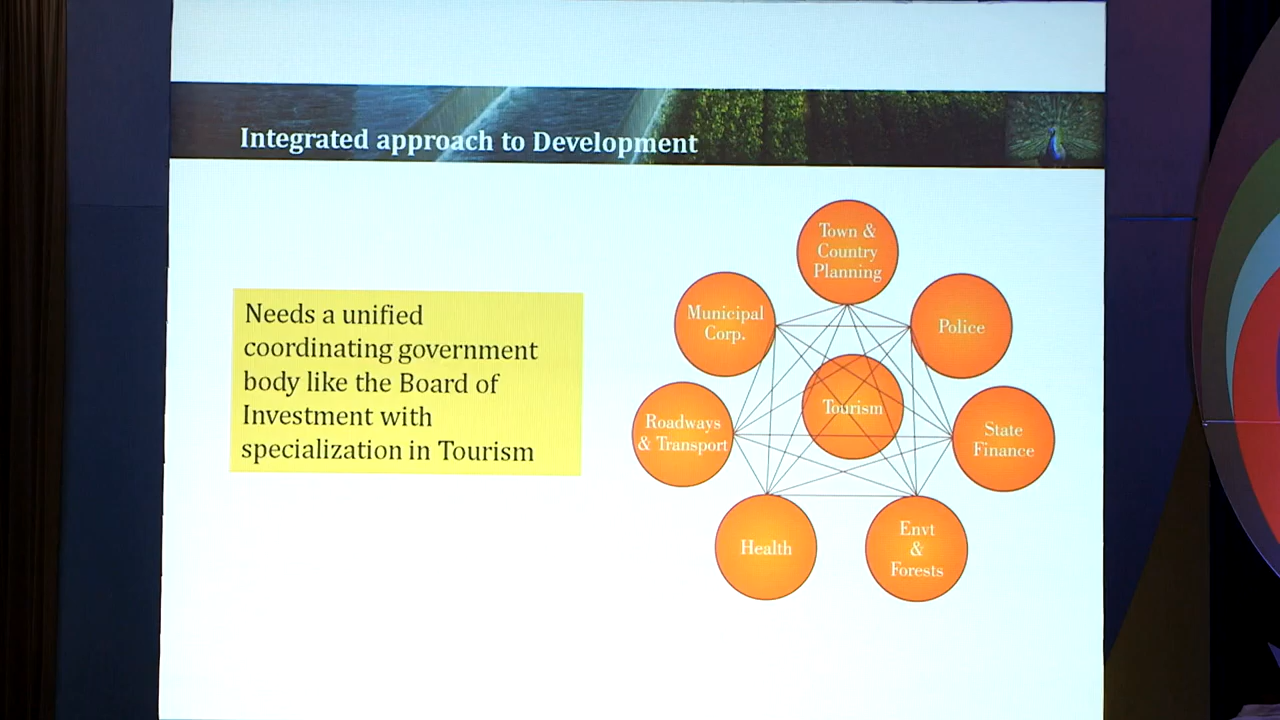 Integrated approach to Development
Needs a unified
coordinating government
body like the Board of
Investment with
specialization in Tourism
Town &
Country
Planning
Municipal
Corp.
Police
Tourism
Roadways
& Transport
State
Finance
Health
Envt
&
Forests